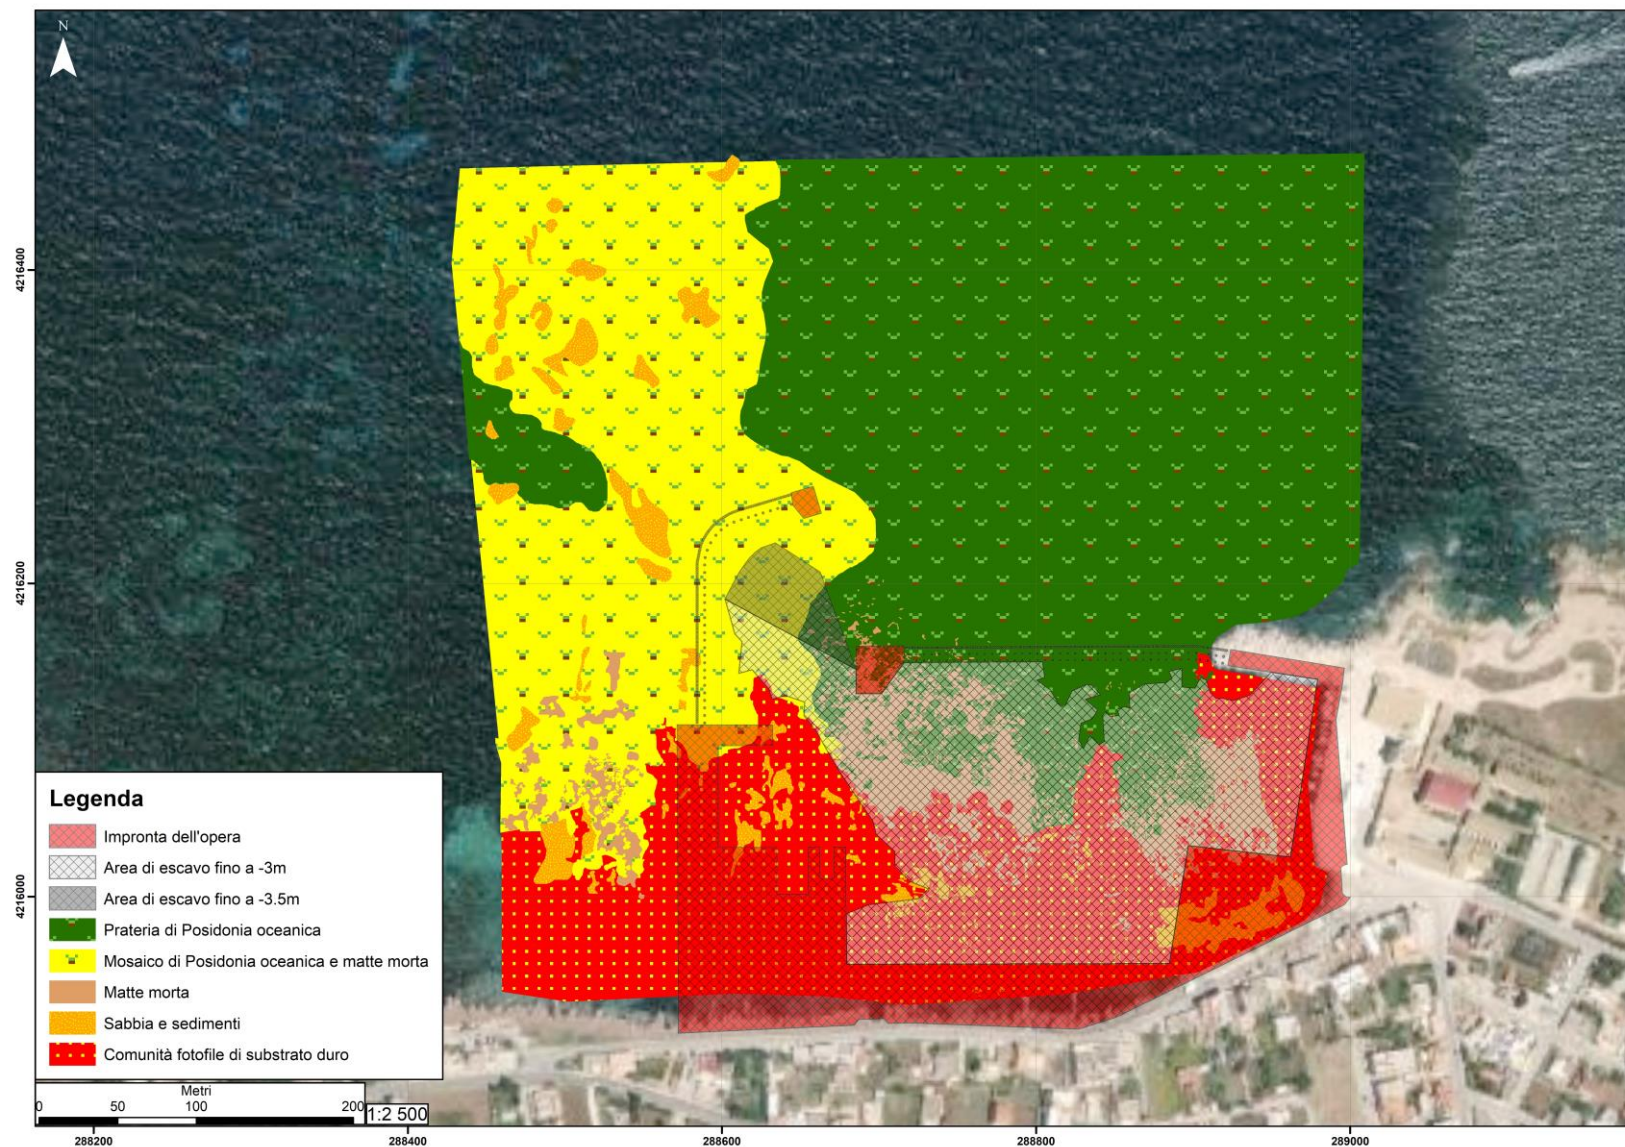 N
4216400
4216200
4216000
Legenda
Impronta dell'opera
Area di escavo fino a -3m
Area di escavo fino a -3.5m
Prateria di Posidonia oceanica
Mosaico di Posidonia oceanica e matte morta
Matte morta
Sabbia e sedimenti
Comunità fotofile di substrato duro
Metri
0 50 100 200
1:2 500
288200 288400 288600 288800 289000